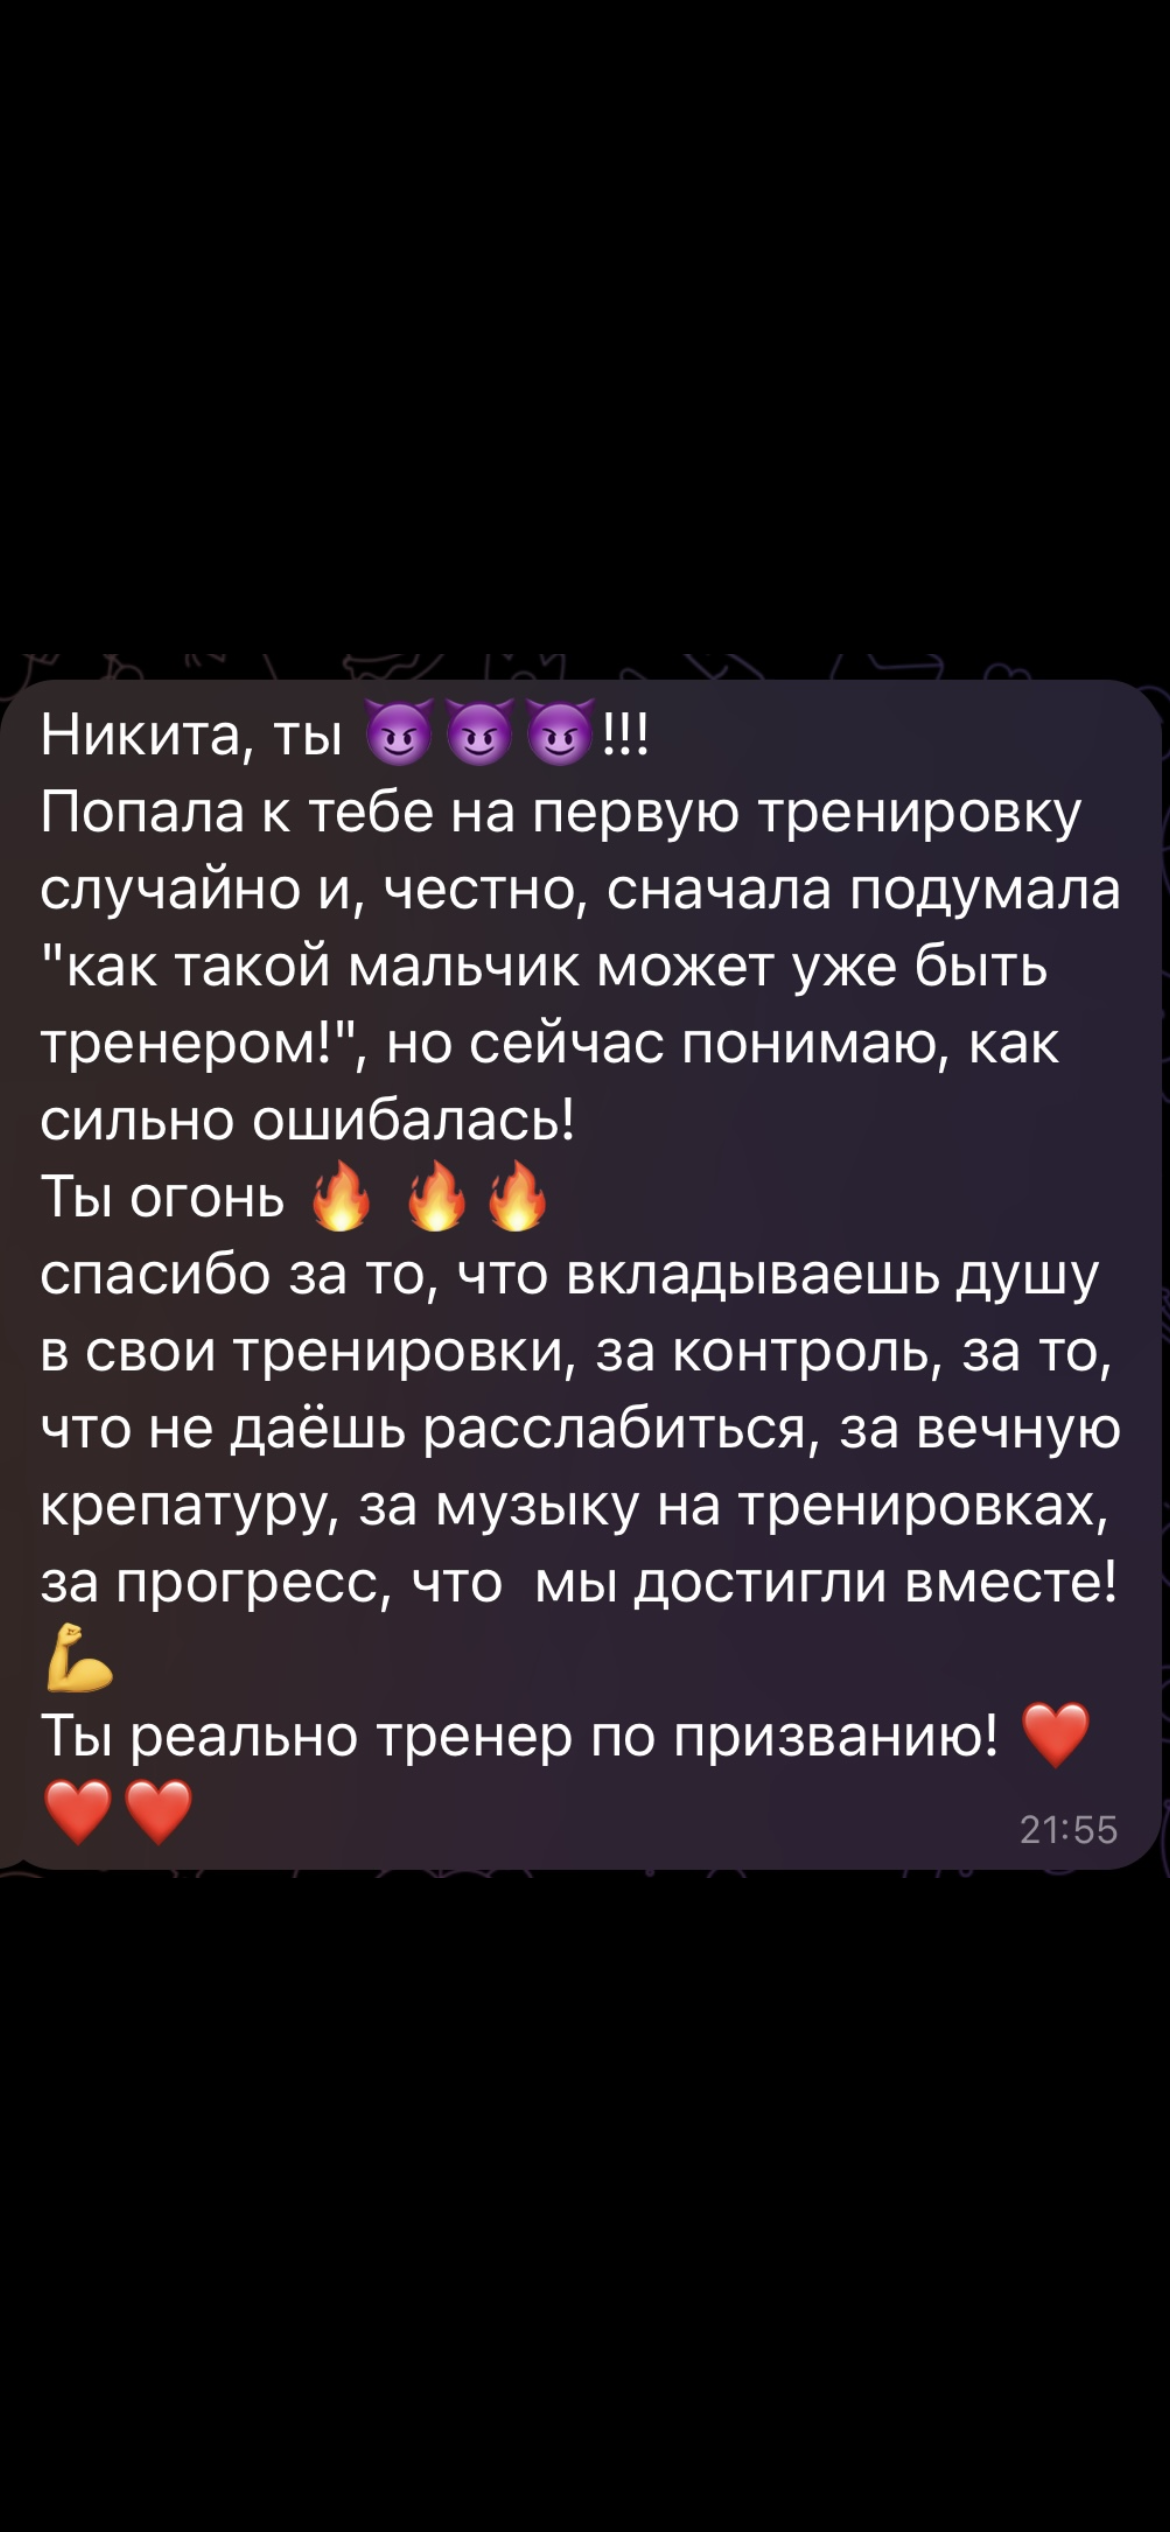 Никита, ты 😈😈😈!!!
Попала к тебе на первую тренировку
случайно и, честно, сначала подумала
"как такой мальчик может уже быть
тренером!", но сейчас понимаю, как
сильно ошибалась!
Ты огонь 🔥 🔥🔥
спасибо за то, что вкладываешь душу
в свои тренировки, за контроль, за то,
что не даёшь расслабиться, за вечную
крепатуру, за музыку на тренировках,
за прогресс, что  мы достигли вместе!
💪
Ты реально тренер по призванию! ❤️
❤️❤️
21:55